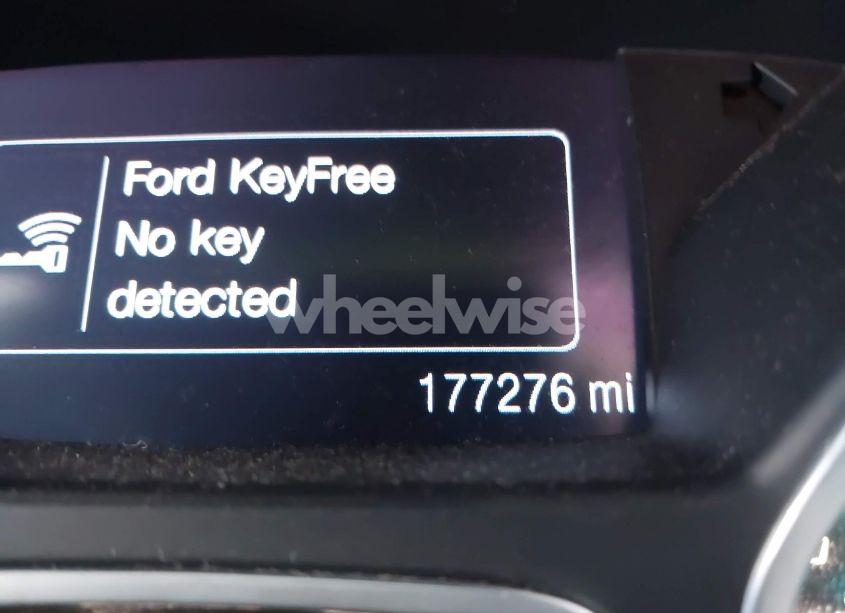 Ford KeyFree
No key
detected
wheelwise
177276 mi